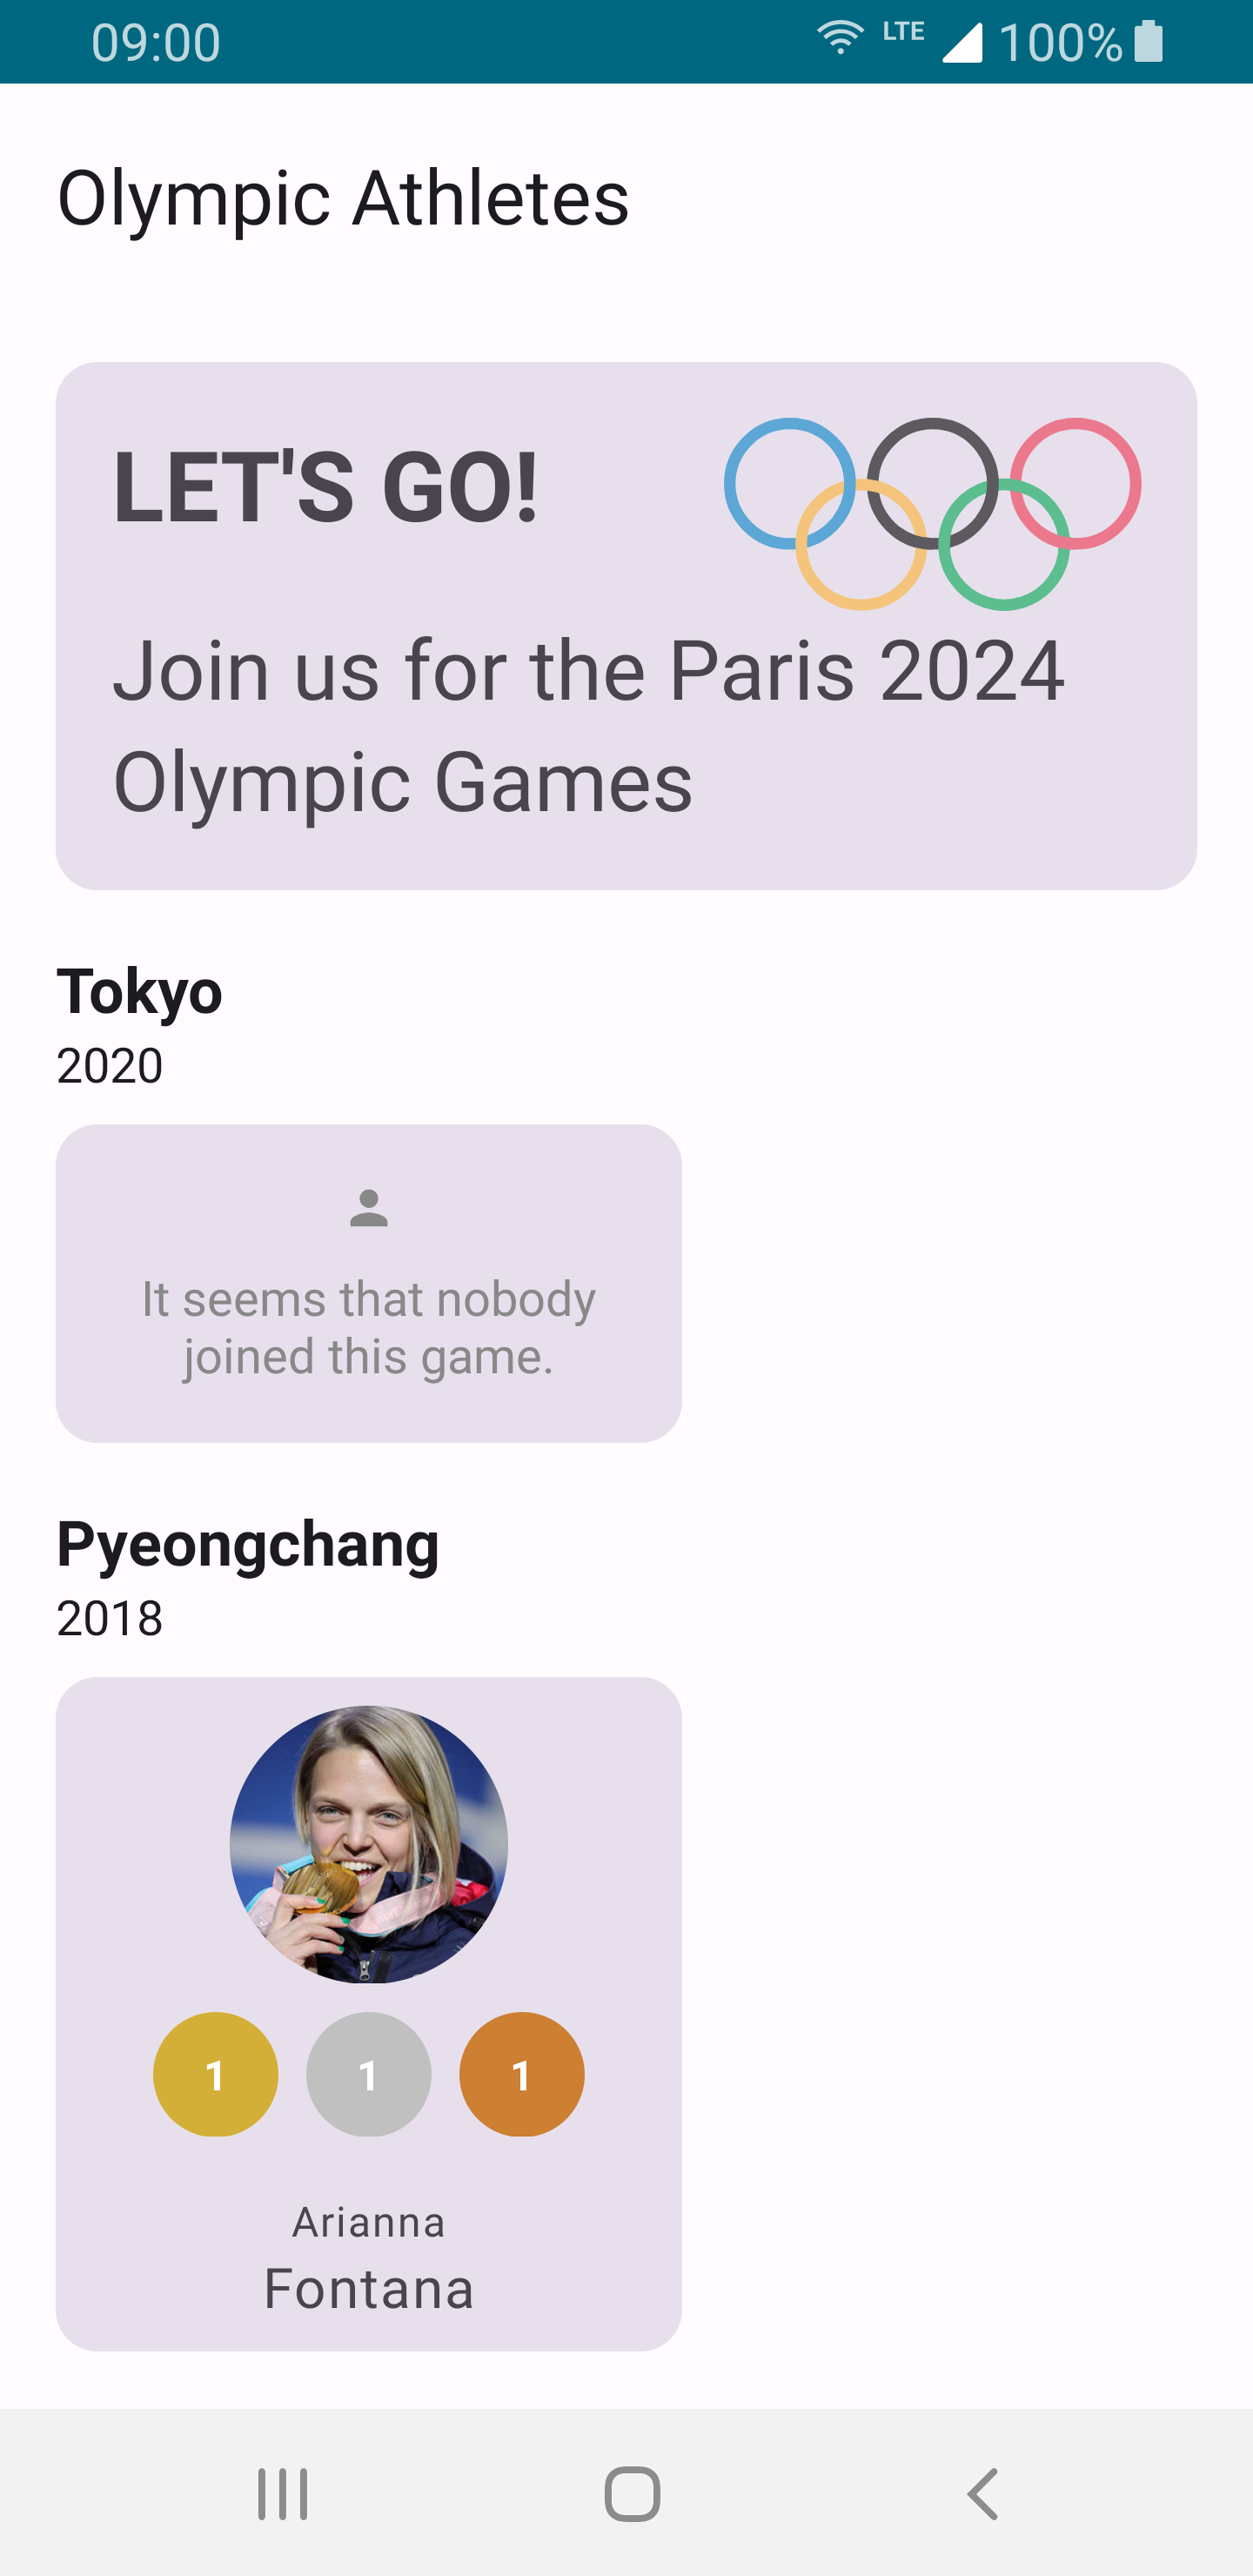 09:00
LTE
100%
Olympic Athletes
LET'S GO!
Join us for the Paris 2024
Olympic Games
Tokyo
2020
It seems that nobody
joined this game.
Pyeongchang
2018
1 1 1
Arianna
Fontana